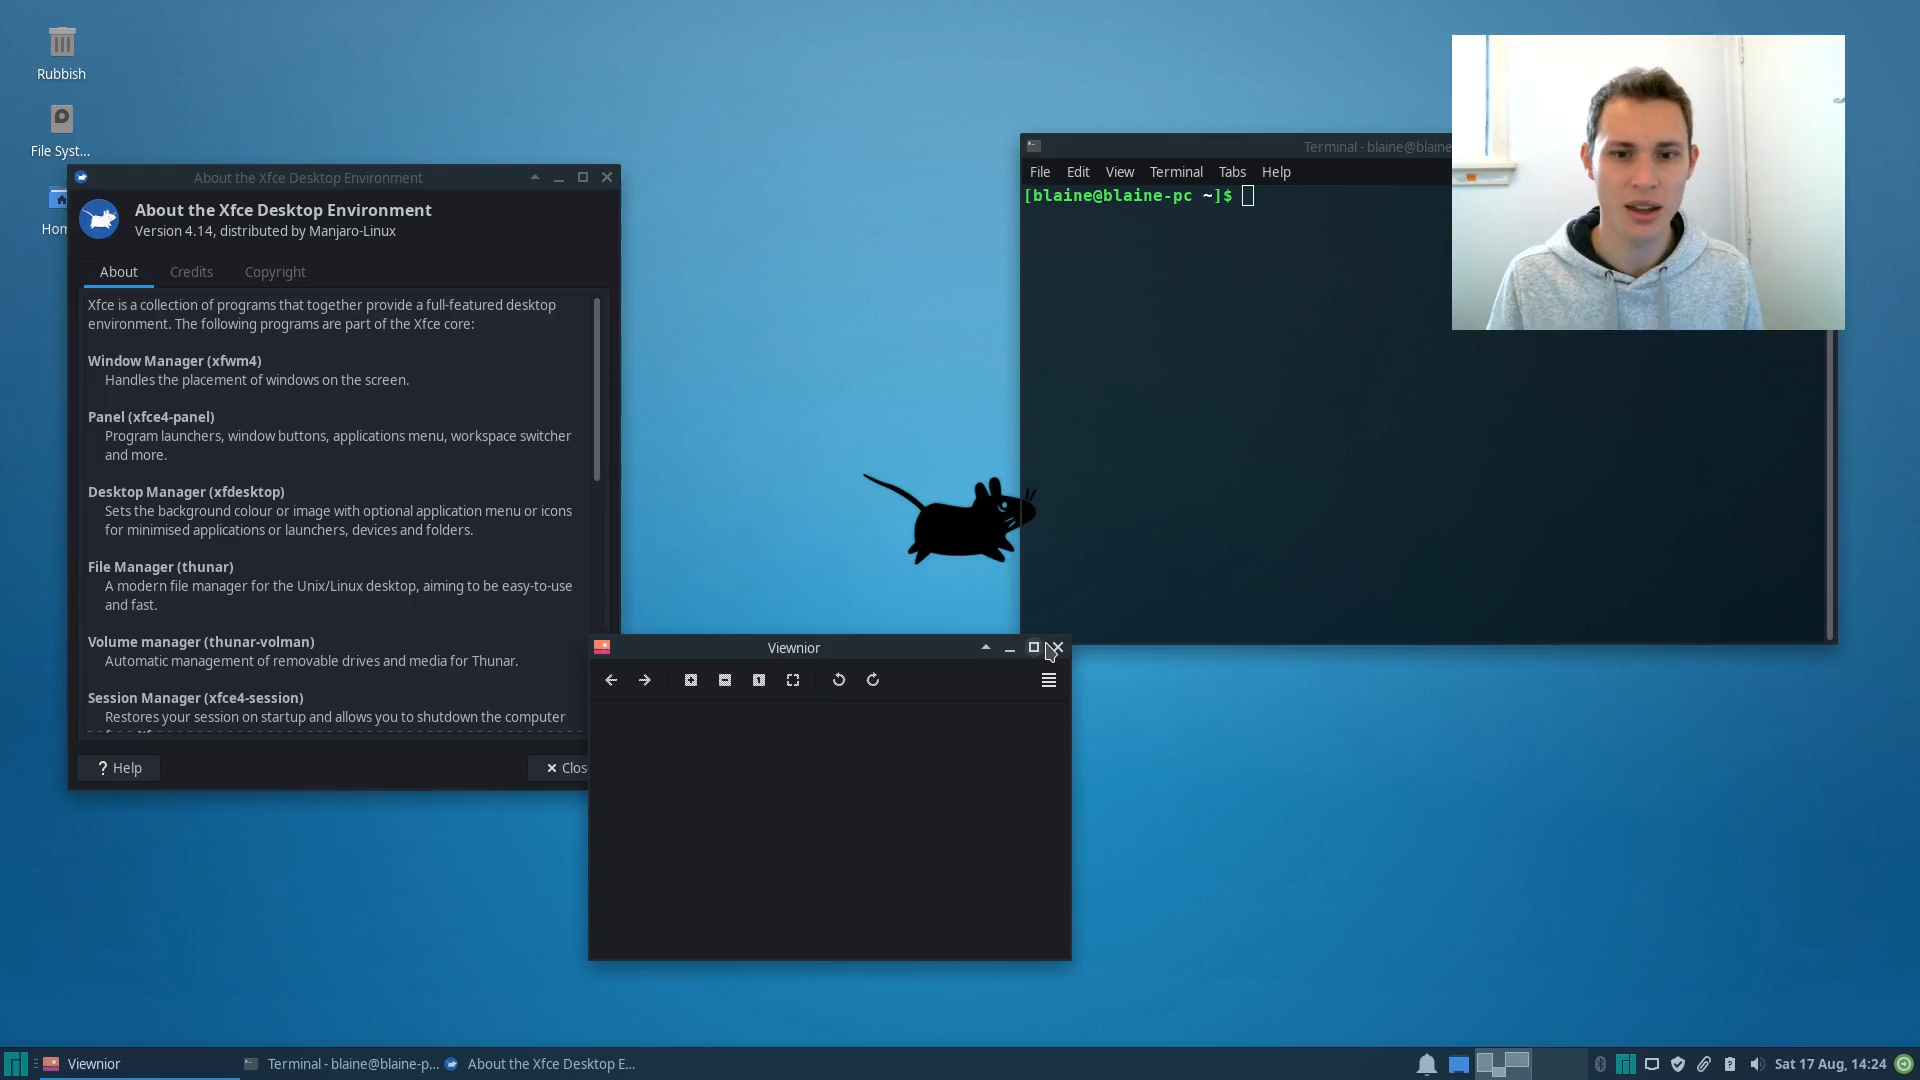 Rubbish
File Syst...
Hom
About the Xfce Desktop Environment
About the Xfce Desktop Environment
Version 4.14, distributed by Manjaro-Linux
About Credits Copyright
Xfce is a collection of programs that together provide a full-featured desktop
environment. The following programs are part of the Xfce core:
Window Manager (xfwm4)
Handles the placement of windows on the screen.
Panel (xfce4-panel)
Program launchers, window buttons, applications menu, workspace switcher
and more.
Desktop Manager (xfdesktop)
Sets the background colour or image with optional application menu or icons
for minimised applications or launchers, devices and folders.
File Manager (thunar)
A modern file manager for the Unix/Linux desktop, aiming to be easy-to-use
and fast.
Volume manager (thunar-volman)
Automatic management of removable drives and media for Thunar.
Session Manager (xfce4-session)
Restores your session on startup and allows you to shutdown the computer
? Help
Clos
Terminal - blaine@blaine
File Edit View Terminal Tabs Help
[blaine@blaine-pc ~]$
Viewnior
Viewnior
Terminal - blaine@blaine-p...
About the Xfce Desktop E...
Sat 17 Aug, 14:24